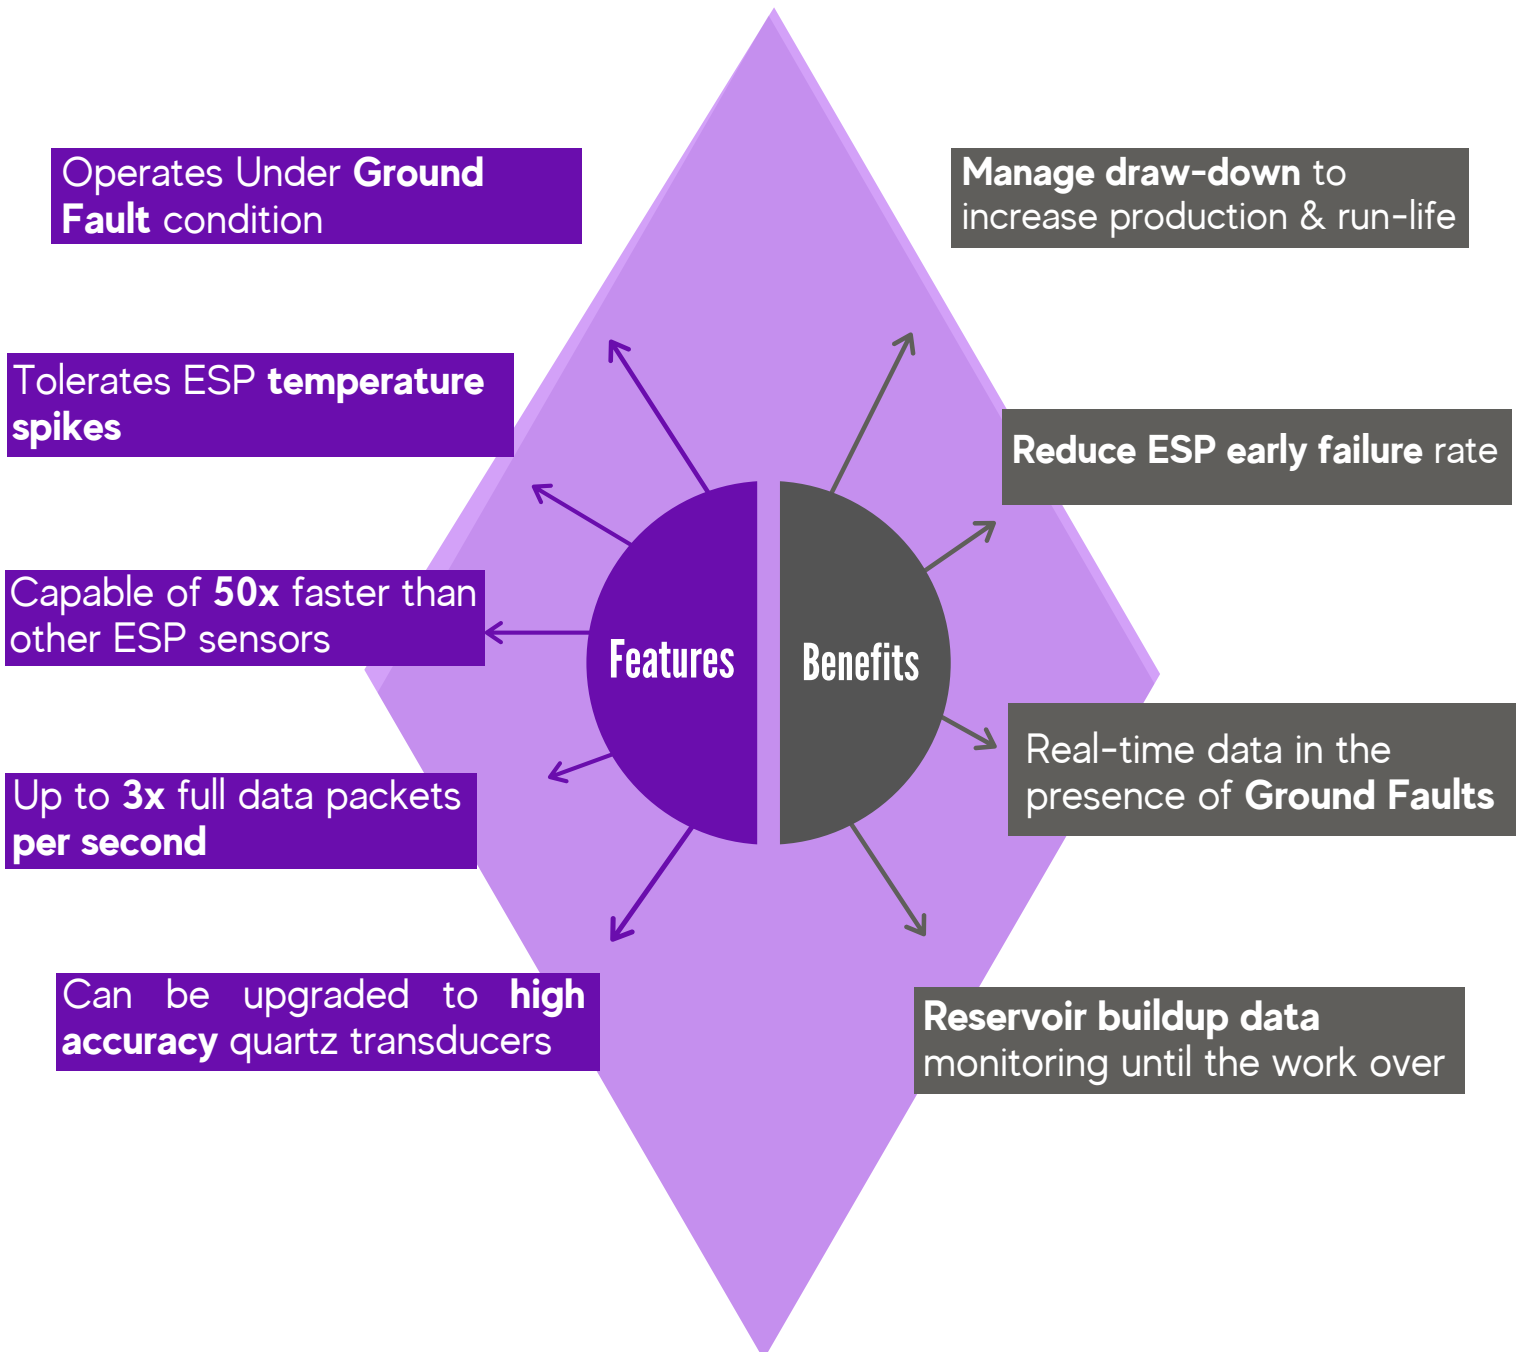 Operates Under Ground
Fault condition
Tolerates ESP temperature
spikes
Capable of 50x faster than
other ESP sensors
Up to 3x full data packets
per second
Can be upgraded to high
accuracy quartz transducers
Features
Benefits
Manage draw-down to
increase production & run-life
Reduce ESP early failure rate
Real-time data in the
presence of Ground Faults
Reservoir buildup data
monitoring until the work over